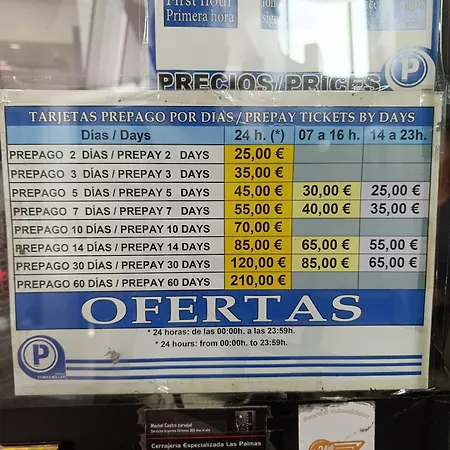 First hour
Primera hora
PRECIOS/PRICES
P
TARJETAS PREPAGO POR DIAS / PREPAY TICKETS BY DAYS
Días / Days 24 h. (*) 07 a 16 h. 14 a 23h.
PREPAGO 2 DÍAS / PREPAY 2 DAYS 25,00 €
PREPAGO 3 DÍAS / PREPAY 3 DAYS 35,00 €
PREPAGO 5 DÍAS / PREPAY 5 DAYS 45,00 € 30,00 € 25,00 €
PREPAGO 7 DÍAS / PREPAY 7 DAYS 55,00 € 40,00 € 35,00 €
PREPAGO 10 DÍAS / PREPAY 10 DAYS 70,00 €
PREPAGO 14 DÍAS / PREPAY 14 DAYS 85,00 € 65,00 € 55,00 €
PREPAGO 30 DÍAS / PREPAY 30 DAYS 120,00 € 85,00 € 65,00 €
PREPAGO 60 DÍAS / PREPAY 60 DAYS 210,00 €
OFERTAS
* 24 horas: de las 00:00h. a las 23:59h.
* 24 hours: from 00:00h. to 23:59h.
P
Maxiel Castro carvajal
Cerrajería Especializada Las Palmas